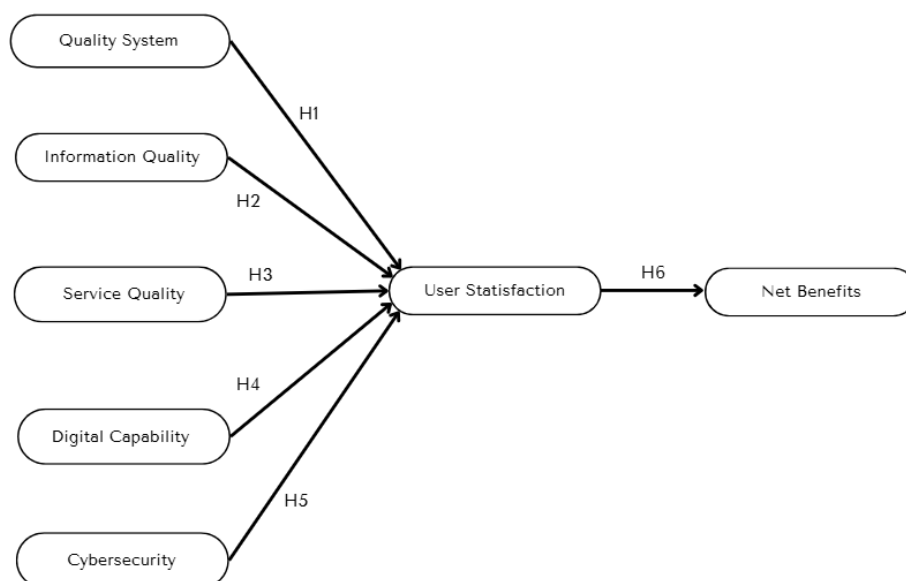 Quality System
H1
Information Quality
H2
Service Quality
H3
User Statisfaction
H6
Net Benefits
H4
Digital Capability
H5
Cybersecurity